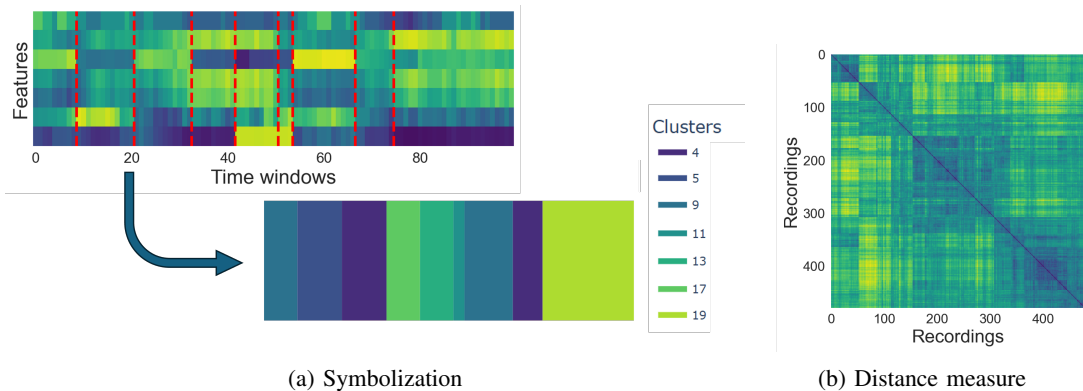 Features
0 20 40 60 80
Time windows
Clusters
4
5
9
11
13
17
19
(a) Symbolization
0
100
200
300
400
Recordings
0 100 200 300 400
Recordings
(b) Distance measure